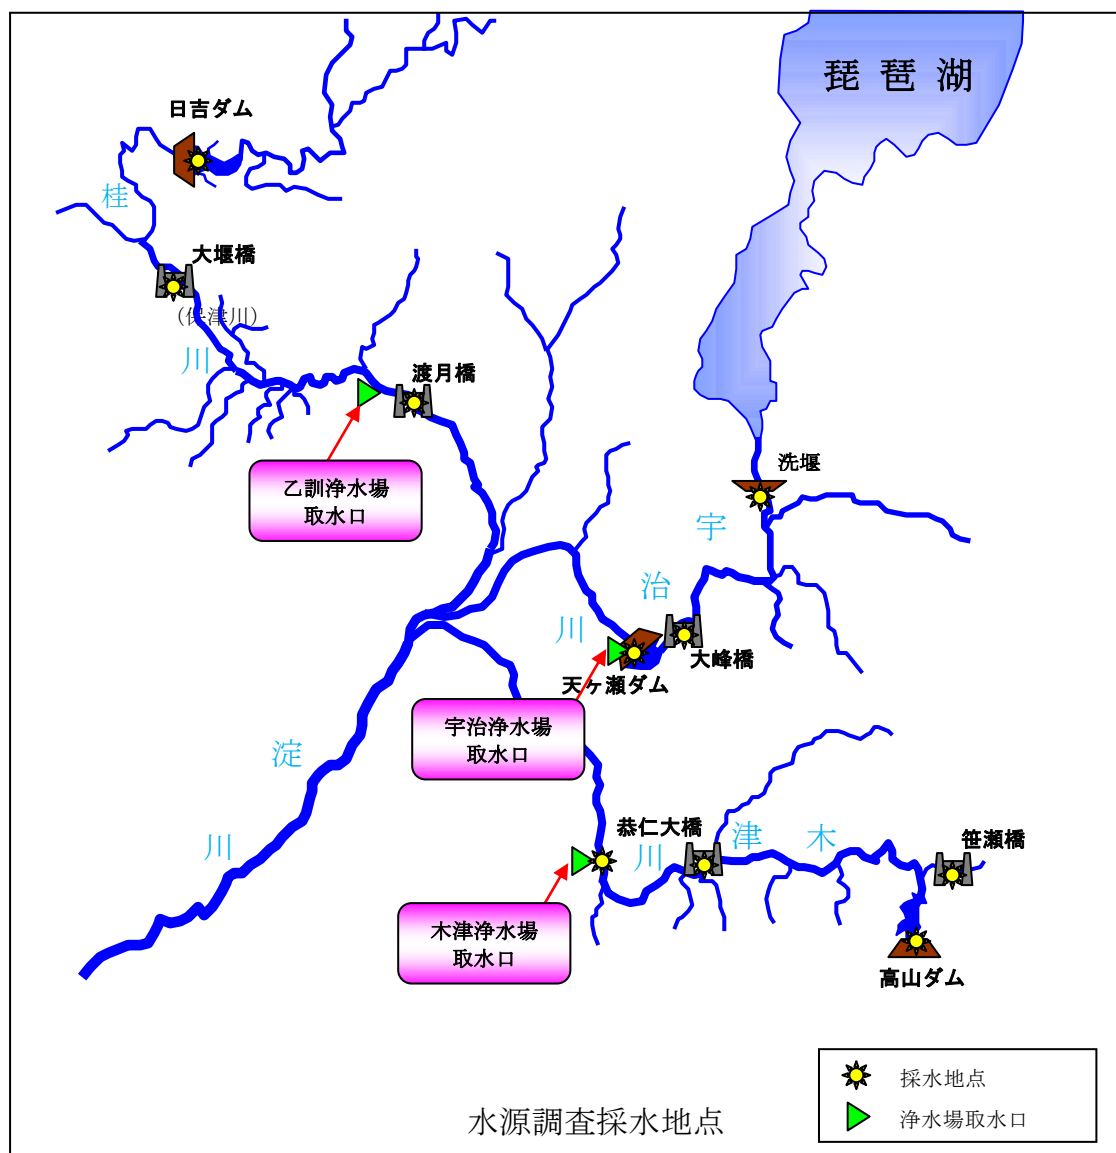 琵琶湖
日吉ダム
桂
大堰橋
(保津川)
川
渡月橋
乙訓浄水場
取水口
洗堰
宇
治
川
大峰橋
天ヶ瀬ダム
宇治浄水場
取水口
淀
川
恭仁大橋
川
津
木
笹瀬橋
木津浄水場
取水口
高山ダム
採水地点
浄水場取水口
水源調査採水地点